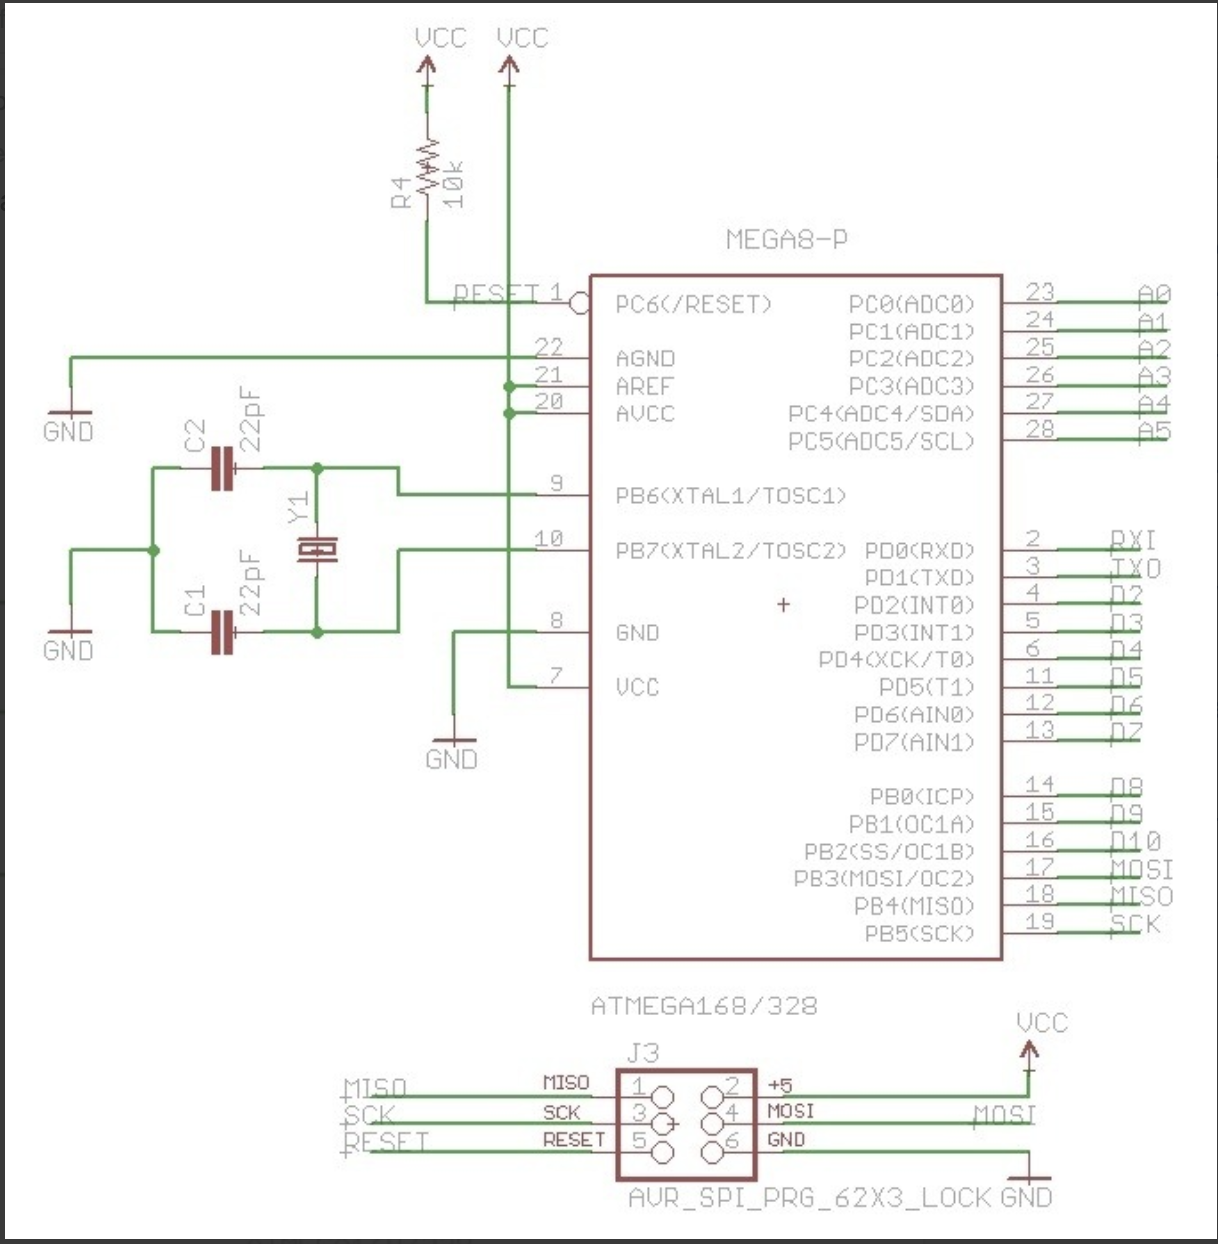 VCC VCC
R4 10k
MEGA8-P
RESET 1 PC6(/RESET) PC0(ADC0) 23 A0
PC1(ADC1) 24 A1
22 AGND PC2(ADC2) 25 A2
21 AREF PC3(ADC3) 26 A3
20 AVCC PC4(ADC4/SDA) 27 A4
GND
PC5(ADC5/SCL) 28 A5
C2 22pF
9 PB6(XTAL1/TOSC1)
Y1
10 PB7(XTAL2/TOSC2) PD0(RXD) 2 RXI
PD1(TXD) 3 TXO
C1 22pF
PD2(INT0) 4 D2
8 GND PD3(INT1) 5 D3
GND
PD4(XCK/T0) 6 D4
7 VCC PD5(T1) 11 D5
PD6(AIN0) 12 D6
PD7(AIN1) 13 D7
GND
PB0(ICP) 14 D8
PB1(OC1A) 15 D9
PB2(SS/OC1B) 16 D10
PB3(MOSI/OC2) 17 MOSI
PB4(MISO) 18 MISO
PB5(SCK) 19 SCK
ATMEGA168/328
VCC
J3
MISO MISO 1 2 +5
SCK SCK 3 4 MOSI MOSI
RESET RESET 5 6 GND
AVR_SPI_PRG_62X3_LOCK GND